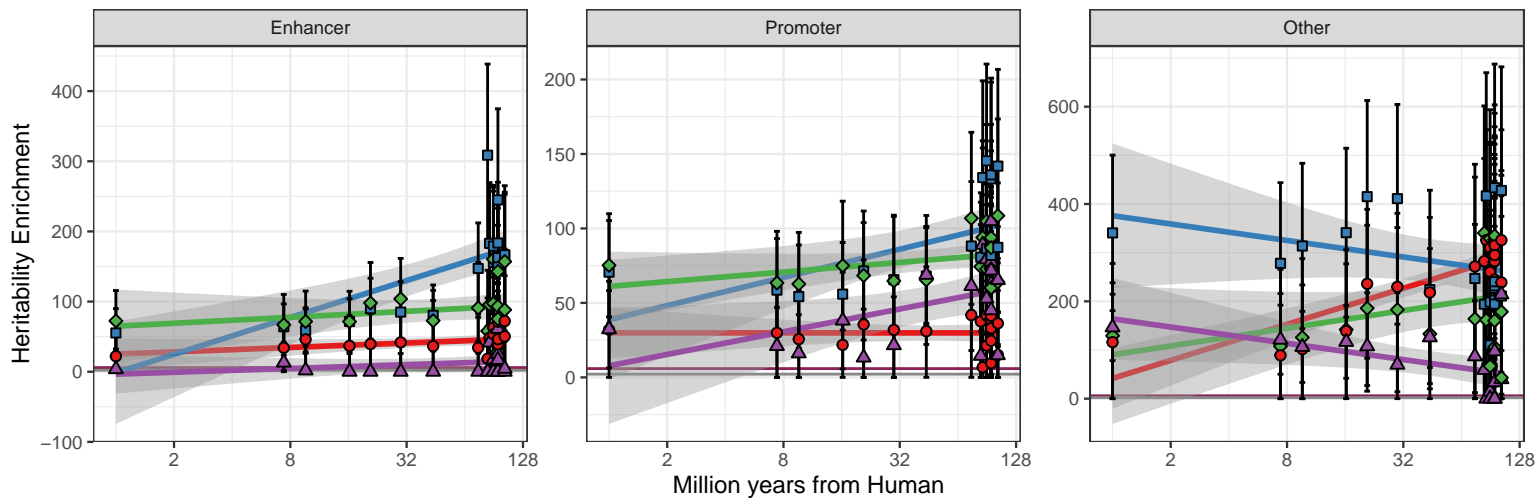 Enhancer
Promoter
Other
Heritability Enrichment
400
300
200
100
0
−100
200
150
100
50
0
600
400
200
0
2 8 32 128
2 8 32 128
2 8 32 128
Million years from Human